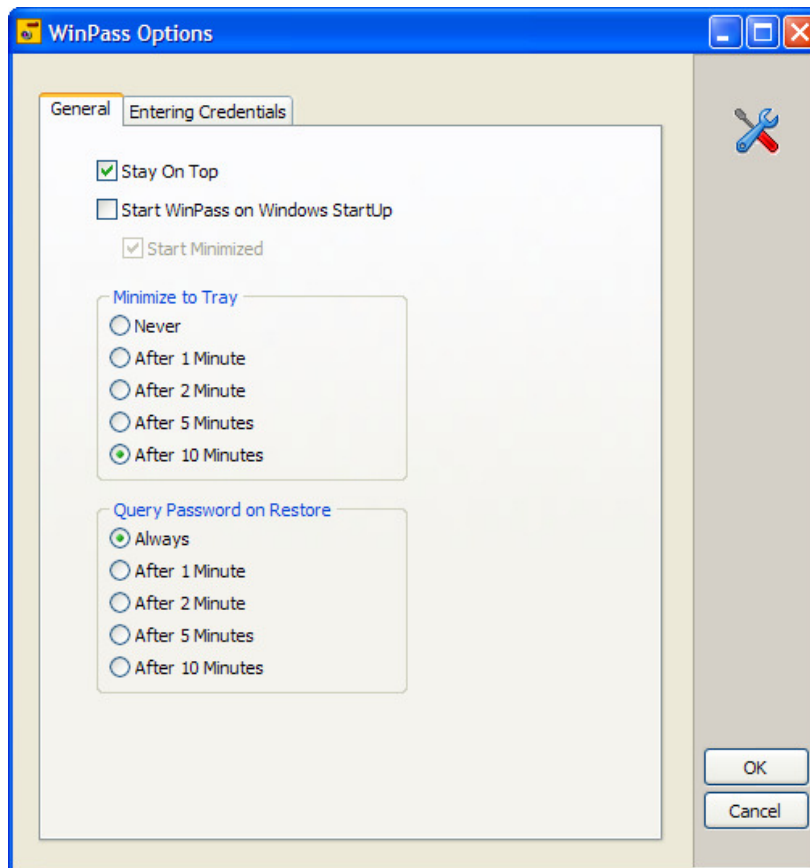 WinPass Options
General
Entering Credentials
Stay On Top
Start WinPass on Windows StartUp
Start Minimized
Minimize to Tray
Never
After 1 Minute
After 2 Minute
After 5 Minutes
After 10 Minutes
Query Password on Restore
Always
After 1 Minute
After 2 Minute
After 5 Minutes
After 10 Minutes
OK
Cancel